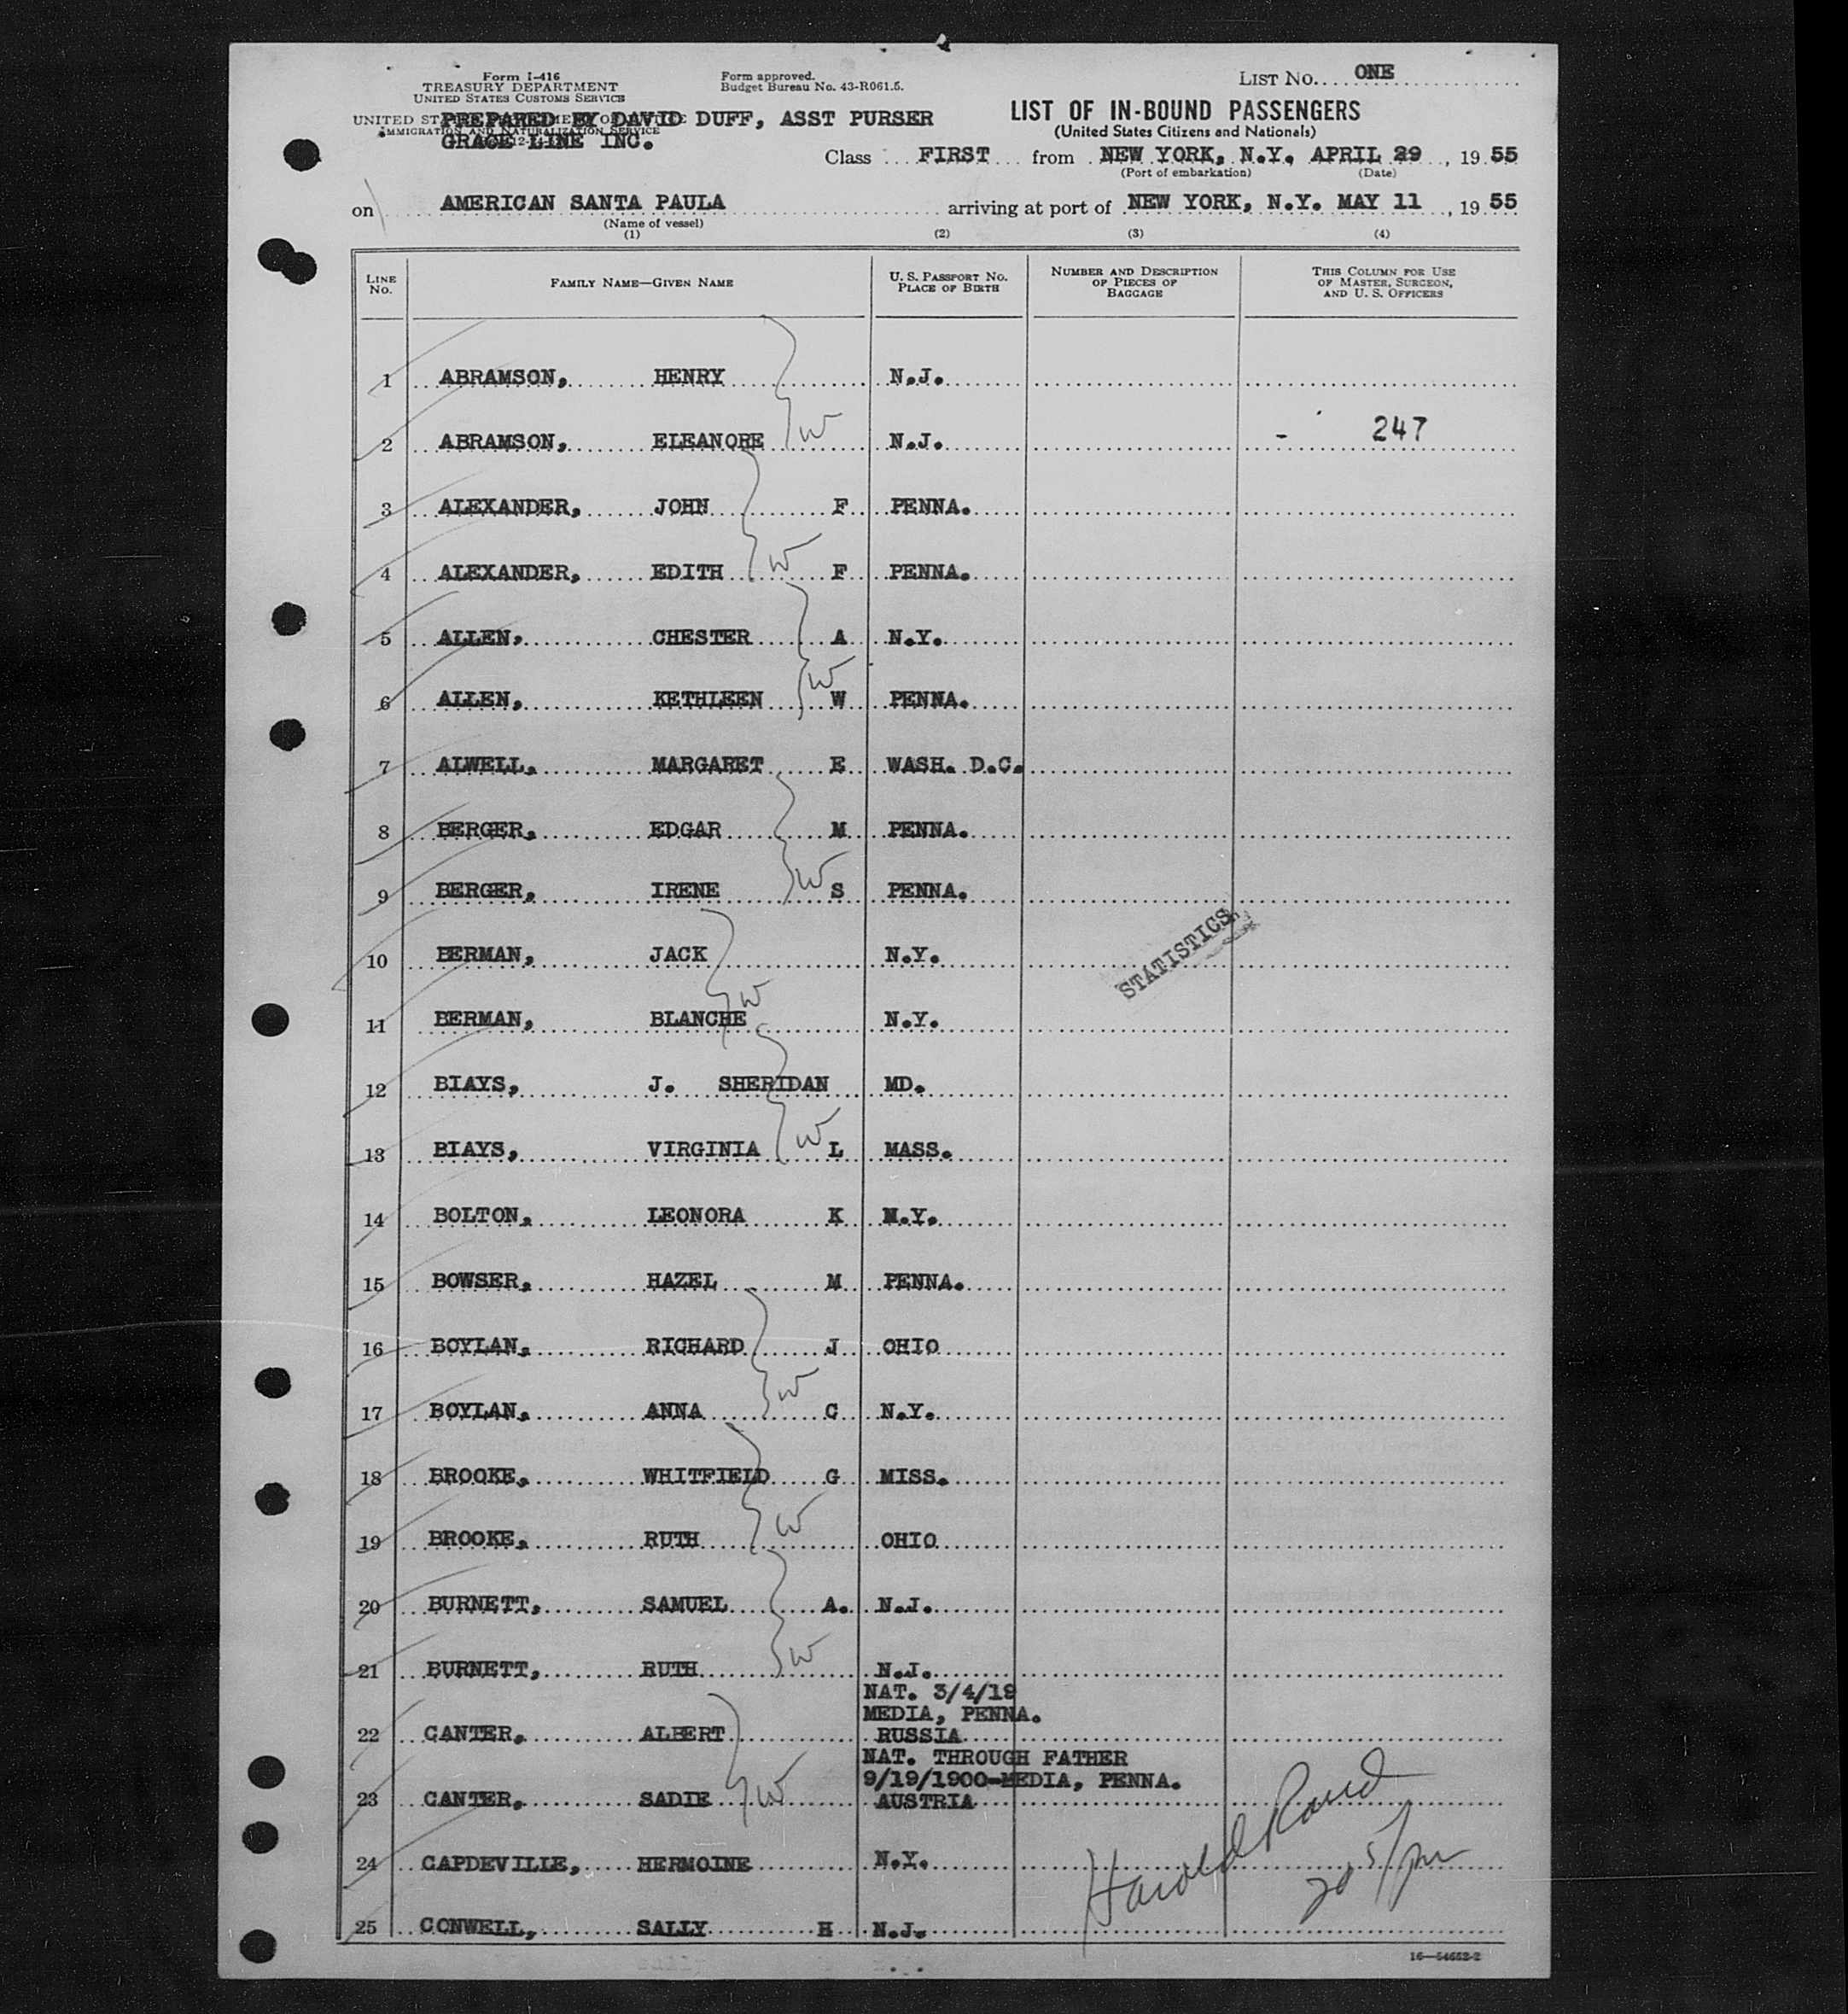 Form I-416
TREASURY DEPARTMENT
UNITED STATES CUSTOMS SERVICE
Form approved.
Budget Bureau No. 43-R061.5.
LIST NO. ONE
PREPARED BY DAVID DUFF, ASST PURSER
IMMIGRATION AND NATURALIZATION SERVICE
GRACE LINE INC.
LIST OF IN-BOUND PASSENGERS
(United States Citizens and Nationals)
Class FIRST from NEW YORK, N.Y. APRIL 29, 1955
(Port of embarkation) (Date)
on AMERICAN SANTA PAULA arriving at port of NEW YORK, N.Y. MAY 11, 1955
(Name of vessel)
(1) (2) (3) (4)
LINE NO. FAMILY NAME—GIVEN NAME U. S. PASSPORT NO. PLACE OF BIRTH NUMBER AND DESCRIPTION OF PIECES OF BAGGAGE THIS COLUMN FOR USE OF MASTER, SURGEON, AND U. S. OFFICERS
1 ABRAMSON, HENRY N.J.
2 ABRAMSON, ELEANORE W N.J. - 247
3 ALEXANDER, JOHN F PENNA.
4 ALEXANDER, EDITH W F PENNA.
5 ALLEN, CHESTER A N.Y.
6 ALLEN, KETHLEEN W W PENNA.
7 ALWELL, MARGARET E WASH. D.C.
8 BERGER, EDGAR M PENNA.
9 BERGER, IRENE W S PENNA.
10 BERMAN, JACK N.Y.
STATISTICS
11 BERMAN, BLANCHE W N.Y.
12 BIAYS, J. SHERIDAN MD.
13 BIAYS, VIRGINIA W L MASS.
14 BOLTON, LEONORA K N.Y.
15 BOWSER, HAZEL M PENNA.
16 BOYLAN, RICHARD J OHIO
17 BOYLAN, ANNA W C N.Y.
18 BROOKE, WHITFIELD G MISS.
19 BROOKE, RUTH W OHIO
20 BURNETT, SAMUEL A. N.J.
21 BURNETT, RUTH W N.J.
NAT. 3/4/19
MEDIA, PENNA.
22 CANTER, ALBERT RUSSIA
NAT. THROUGH FATHER
9/19/1900-MEDIA, PENNA.
23 CANTER, SADIE W AUSTRIA
24 CAPDEVILLE, HERMOINE N.Y.
Harold Rand
25 CONWELL, SALLY H N.J.
16—54652-2